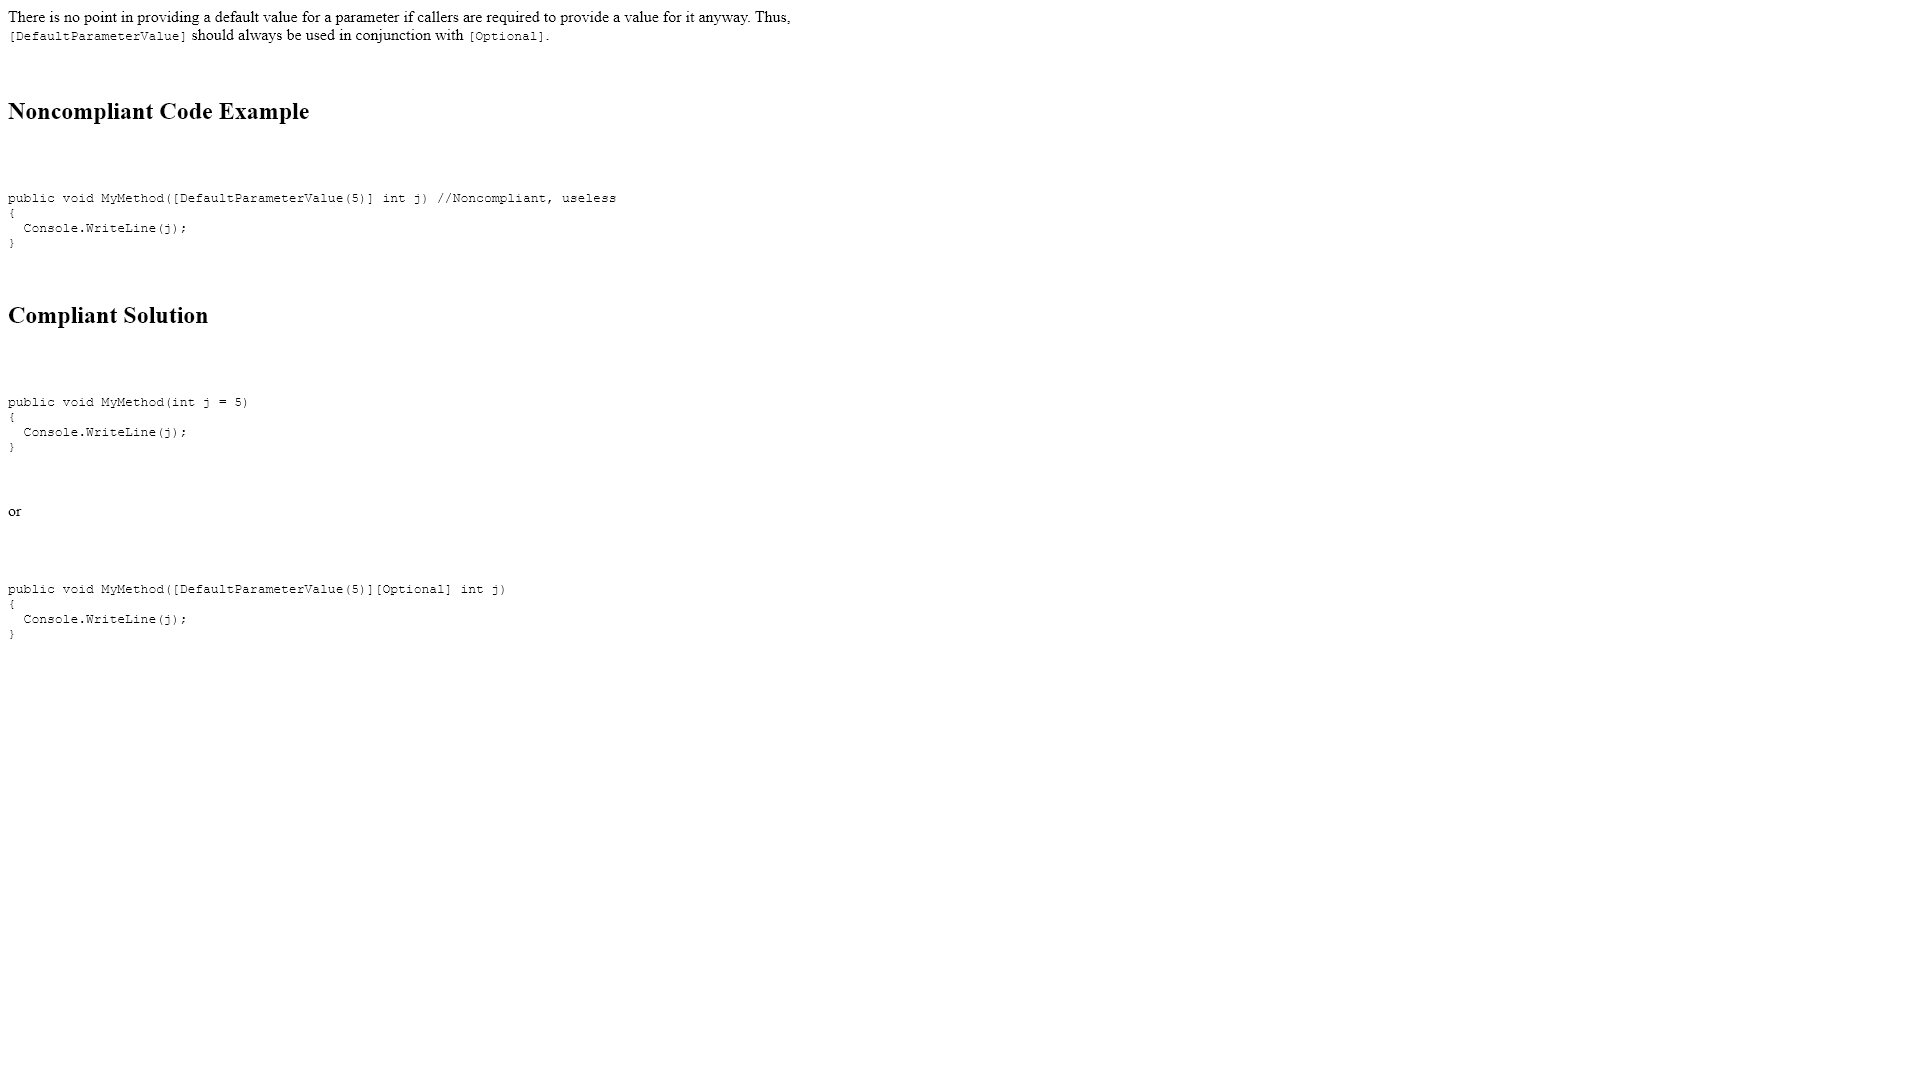 There is no point in providing a default value for a parameter if callers are required to provide a value for it anyway. Thus,
[DefaultParameterValue] should always be used in conjunction with [Optional].
Noncompliant Code Example
public void MyMethod([DefaultParameterValue(5)] int j) //Noncompliant, useless
{
  Console.WriteLine(j);
}
Compliant Solution
public void MyMethod(int j = 5)
{
  Console.WriteLine(j);
}
or
public void MyMethod([DefaultParameterValue(5)][Optional] int j)
{
  Console.WriteLine(j);
}